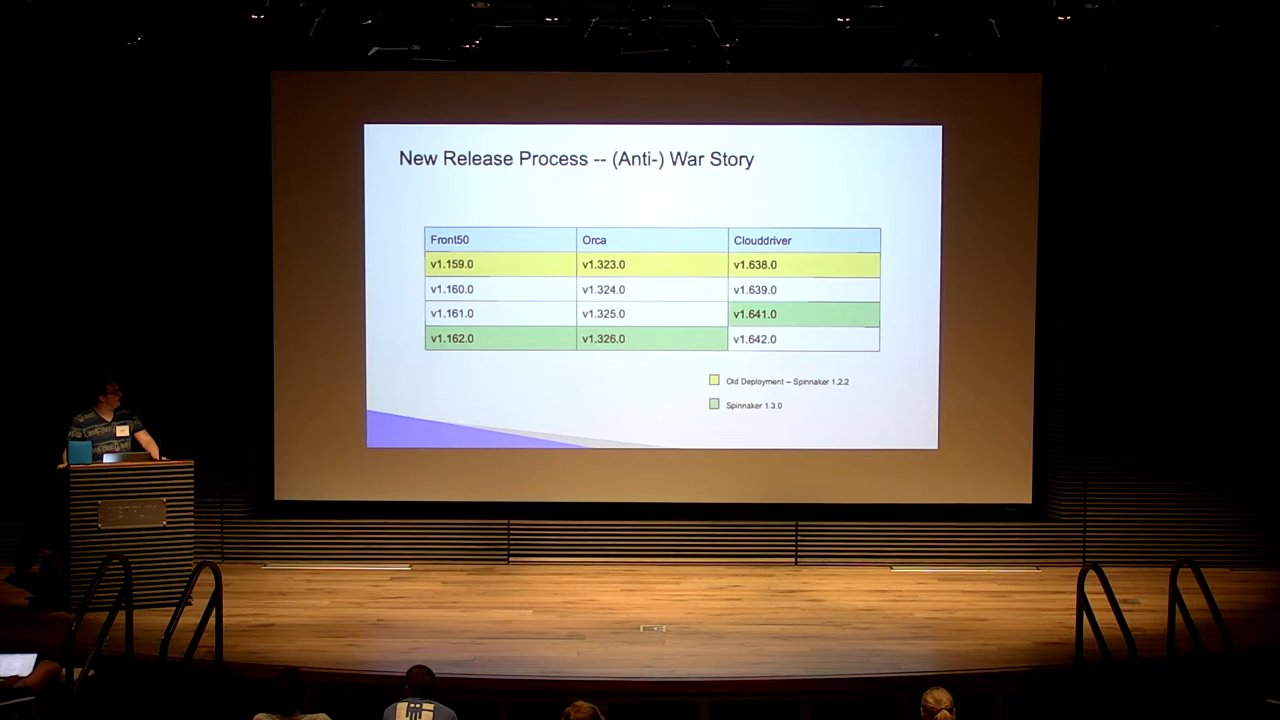 New Release Process -- (Anti-) War Story
Front50 Orca Clouddriver
v1.159.0 v1.323.0 v1.638.0
v1.160.0 v1.324.0 v1.639.0
v1.161.0 v1.325.0 v1.641.0
v1.162.0 v1.326.0 v1.642.0
Old Deployment – Spinnaker 1.2.2
Spinnaker 1.3.0
NETFLIX